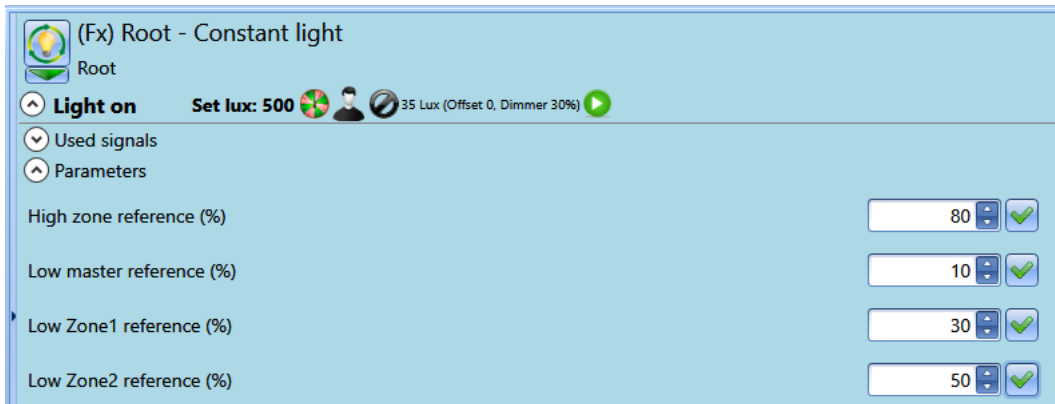 (Fx) Root - Constant light
Root
Light on Set lux: 500 35 Lux (Offset 0, Dimmer 30%)
Used signals
Parameters
High zone reference (%) 80
Low master reference (%) 10
Low Zone1 reference (%) 30
Low Zone2 reference (%) 50